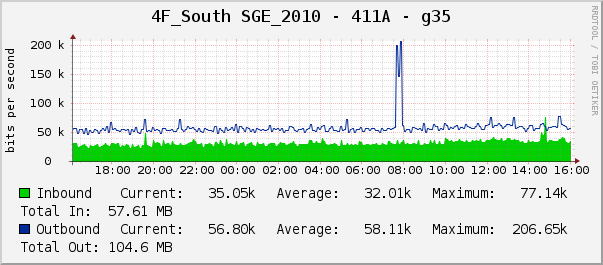 4F_South SGE_2010 - 411A - g35
RRDTOOL / TOBI OETIKER
bits per second
200 k
150 k
100 k
50 k
0
18:00 20:00 22:00 00:00 02:00 04:00 06:00 08:00 10:00 12:00 14:00 16:00
Inbound Current: 35.05k Average: 32.01k Maximum: 77.14k
Total In: 57.61 MB
Outbound Current: 56.80k Average: 58.11k Maximum: 206.65k
Total Out: 104.6 MB